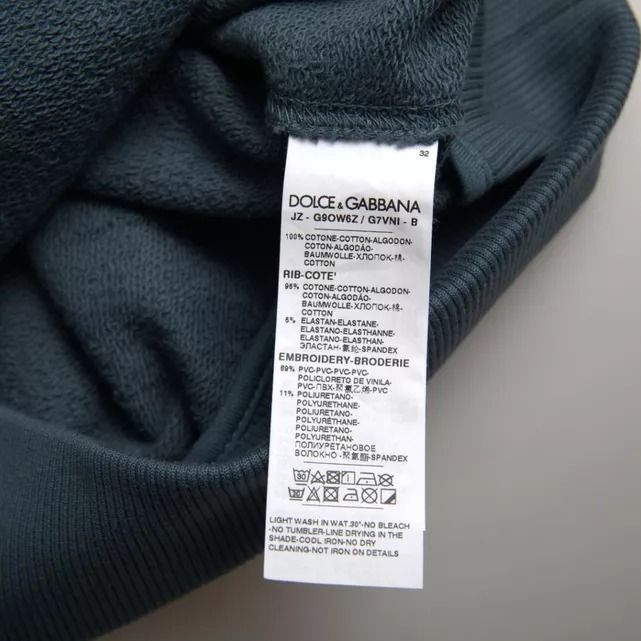 32
DOLCE & GABBANA
JZ - G9OW6Z / G7VNI - B
100% COTONE-COTTON-ALGODON-
COTON-ALGODÃO-
BAUMWOLLE-ХЛОПОК-棉-
COTTON
RIB-COTE'
95% COTONE-COTTON-ALGODON-
COTON-ALGODÃO-
BAUMWOLLE-ХЛОПОК-棉-
COTTON
5% ELASTAN-ELASTANE-
ELASTANO-ELASTHANNE-
ELASTANO-ELASTHAN-
ЭЛАСТАН-氨纶-SPANDEX
EMBROIDERY-BRODERIE
89% PVC-PVC-PVC-PVC-
POLICLORETO DE VINILA-
PVC-ПВХ-聚氯乙烯-PVC
11% POLIURETANO-
POLYURETHANE-
POLIURETANO-
POLYURÉTHANE-
POLIURETANO-
POLYURETHAN-
ПОЛИУРЕТАНОВОЕ
ВОЛОКНО -聚氨酯-SPANDEX
LIGHT WASH IN WAT.30°-NO BLEACH
-NO TUMBLER-LINE DRYING IN THE
SHADE-COOL IRON-NO DRY
CLEANING-NOT IRON ON DETAILS